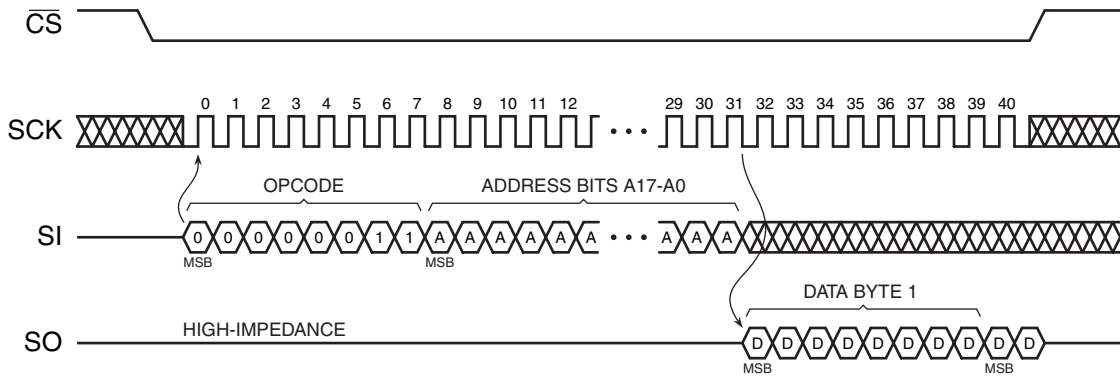 CS
0 1 2 3 4 5 6 7 8 9 10 11 12 29 30 31 32 33 34 35 36 37 38 39 40
SCK
OPCODE ADDRESS BITS A17-A0
SI 0 0 0 0 0 0 1 1 A A A A A A A A A
MSB MSB
DATA BYTE 1
HIGH-IMPEDANCE
SO D D D D D D D D D D
MSB MSB